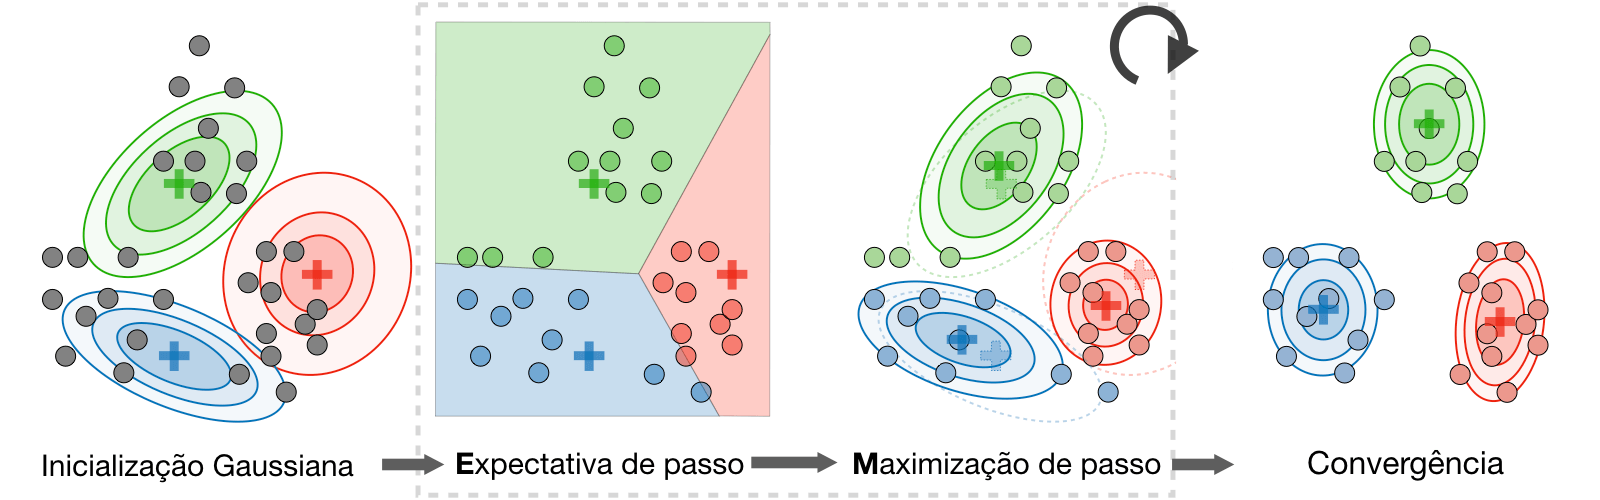 Inicialização Gaussiana
Expectativa de passo
Maximização de passo
Convergência